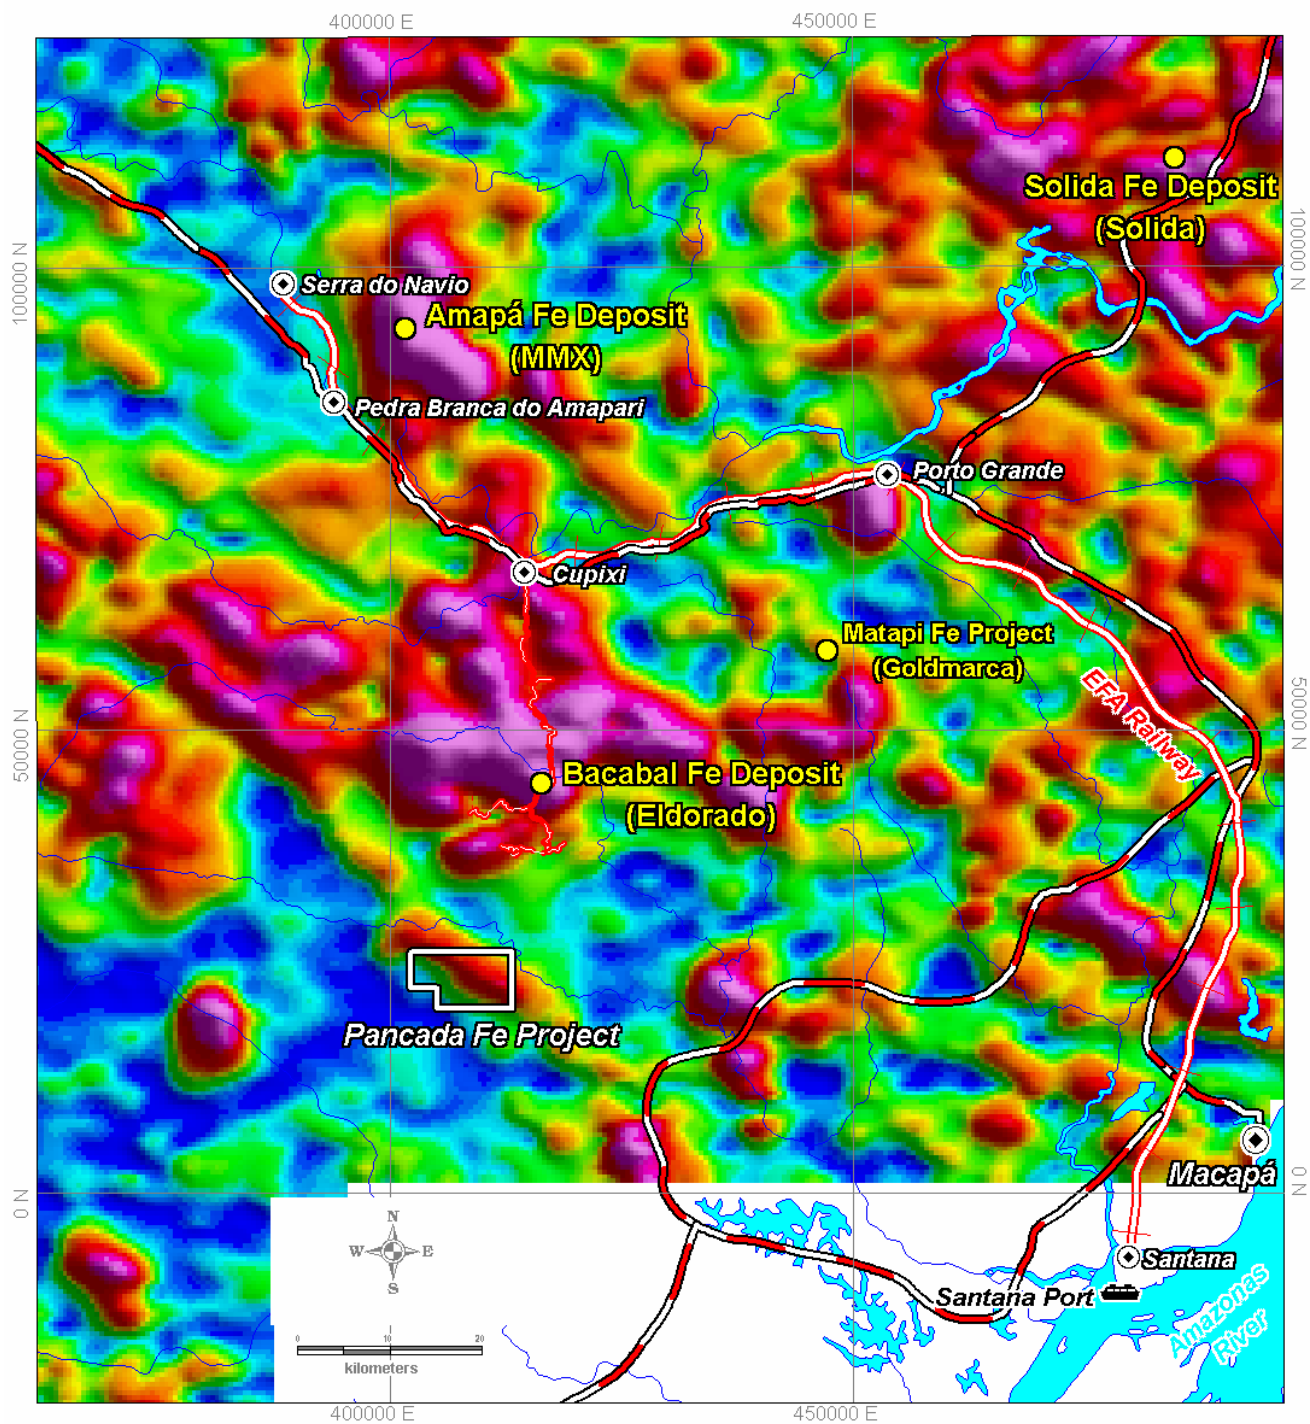 400000 E
450000 E
Solida Fe Deposit
(Solida)
100000 N
100000 N
Serra do Navio
Amapá Fe Deposit
(MMX)
Pedra Branca do Amapari
Porto Grande
Cupixi
Matapi Fe Project
(Goldmarca)
EFA Railway
50000 N
500000 N
Bacabal Fe Deposit
(Eldorado)
Pancada Fe Project
Macapá
0 N
0 N
N
W
E
S
Santana
Santana Port
Amazonas
River
0
10
20
kilometers
400000 E
450000 E